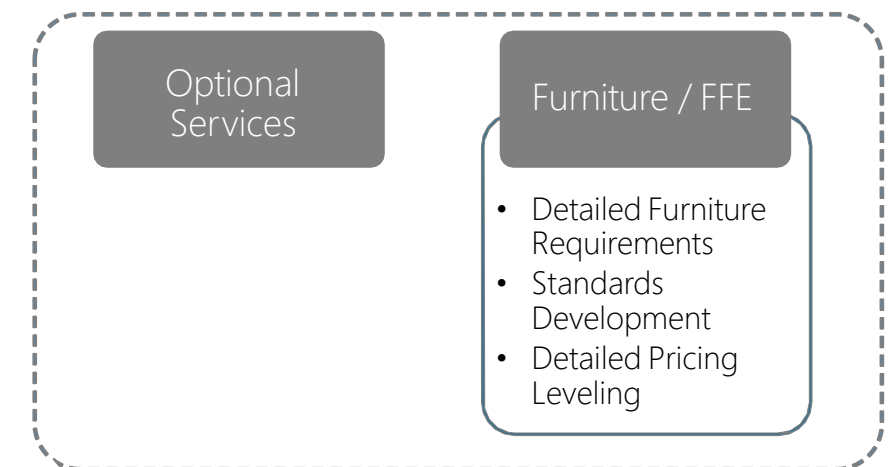 Optional
Services
Furniture / FFE
• Detailed Furniture
Requirements
• Standards
Development
• Detailed Pricing
Leveling